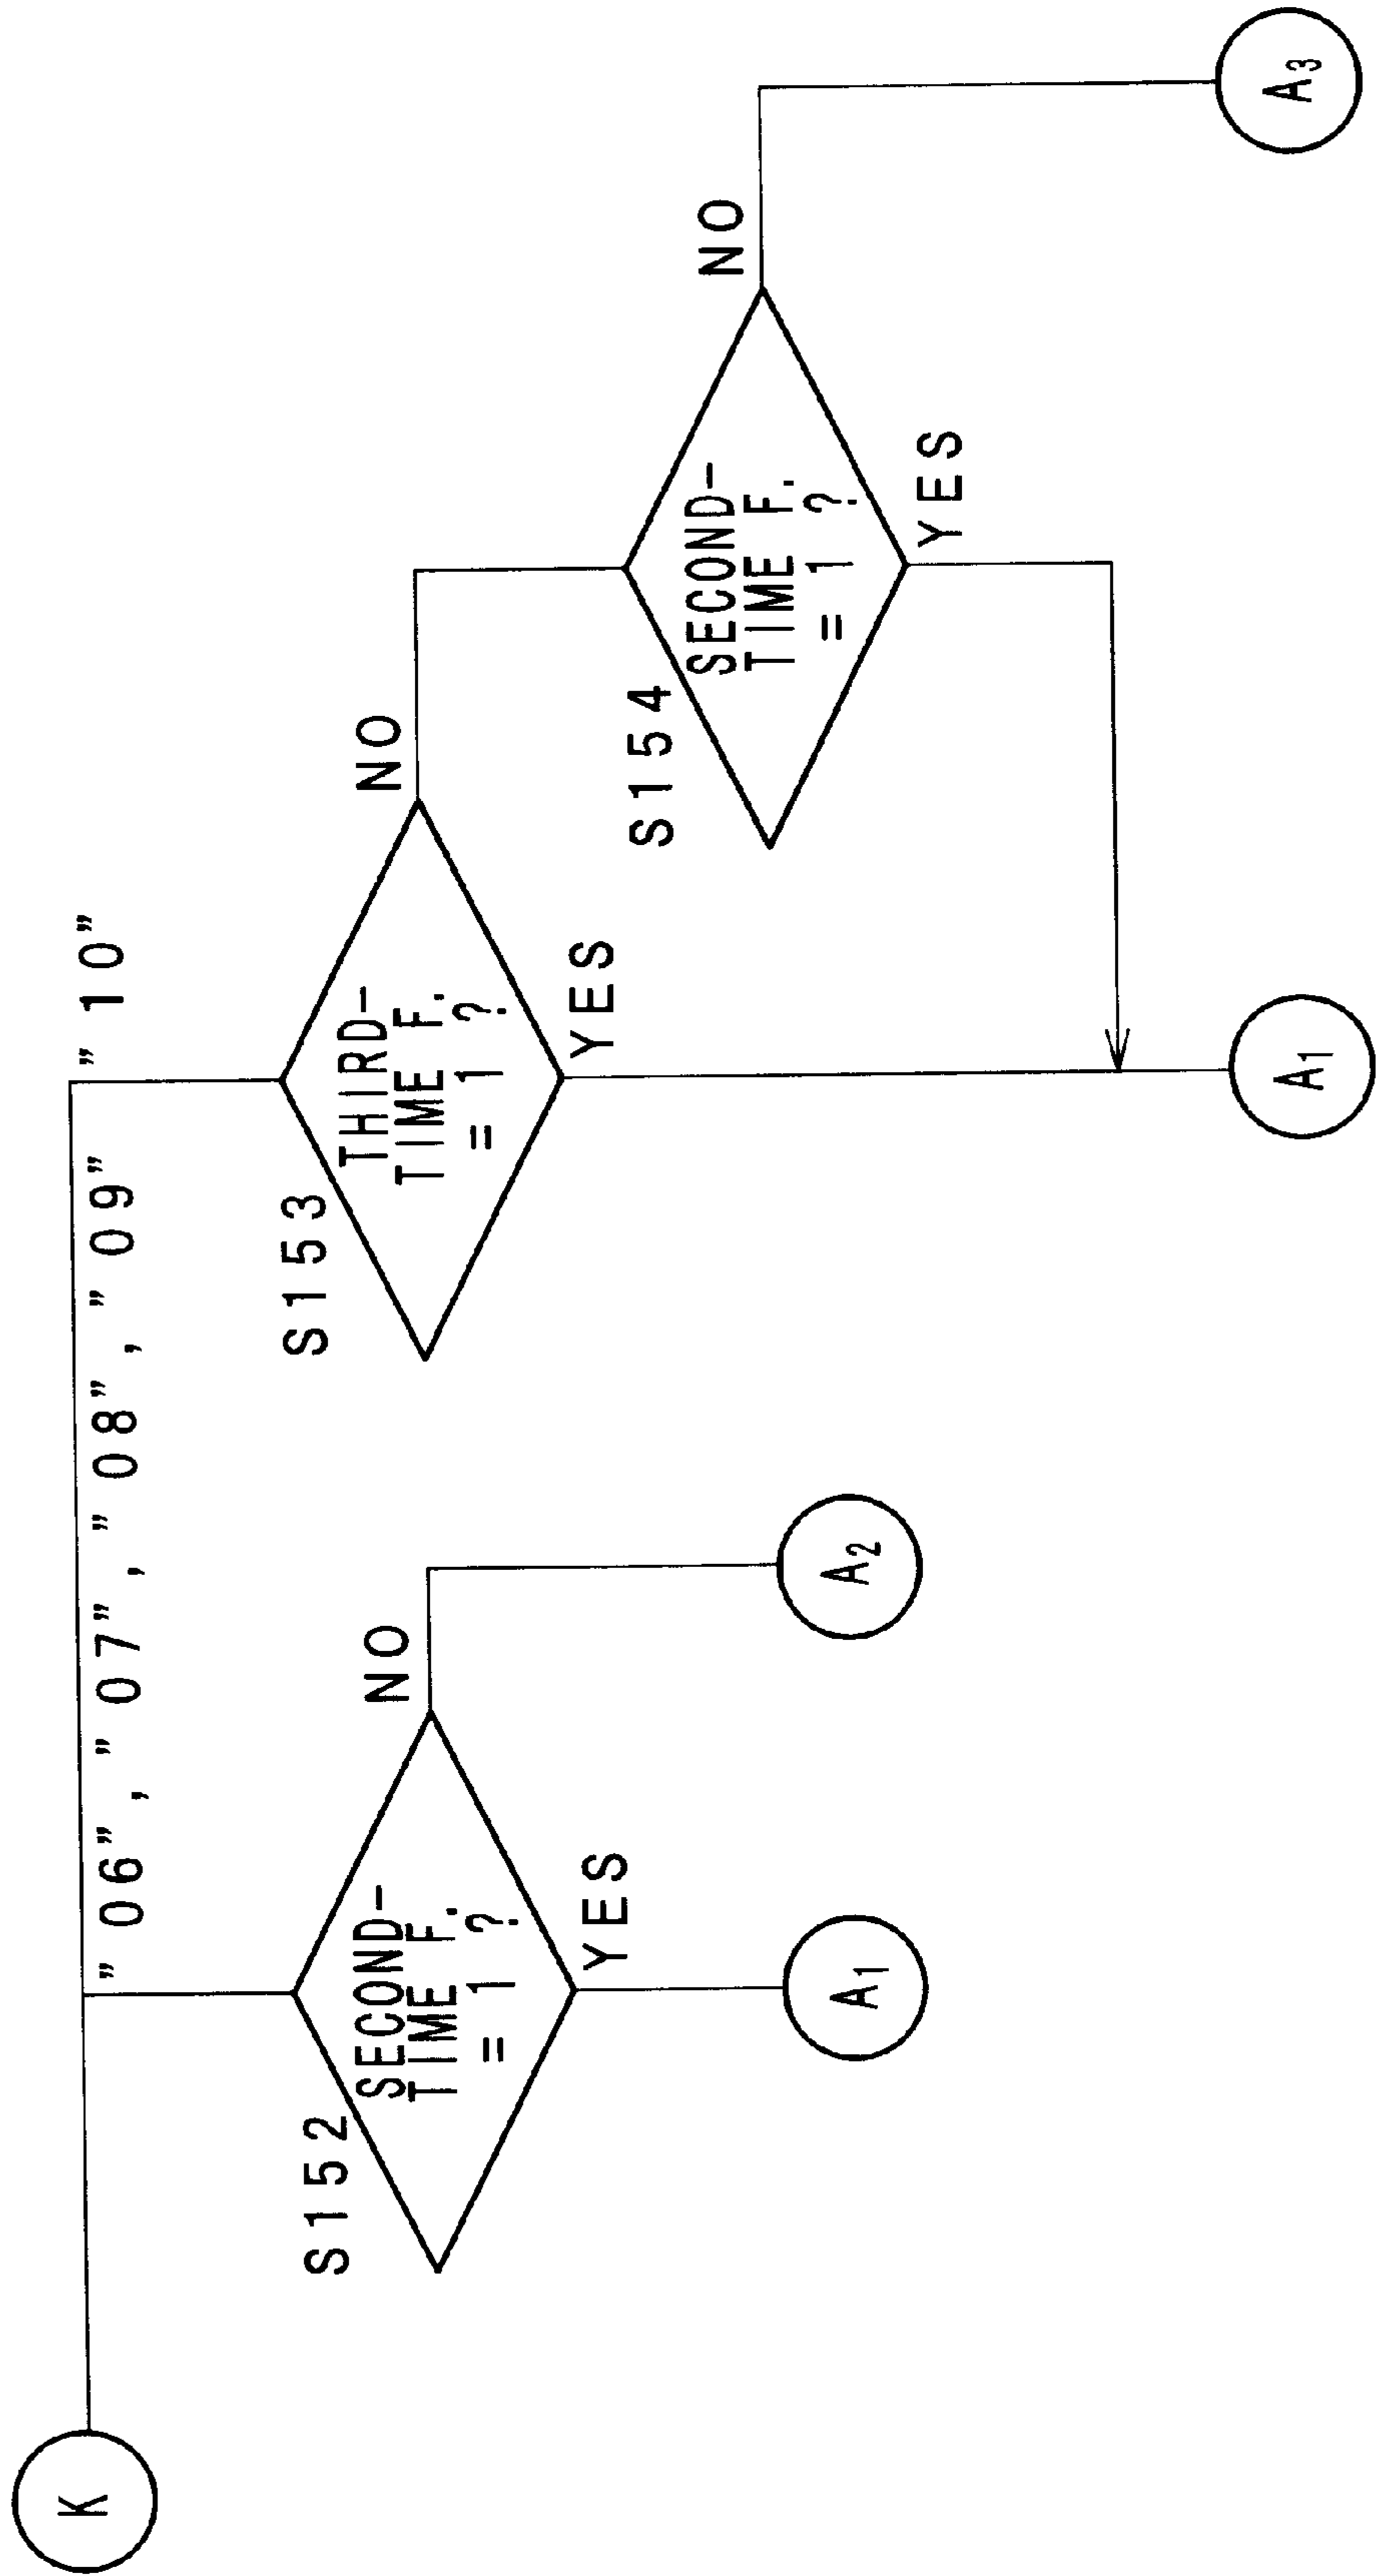 K
" 06", " 07", " 08", " 09"
" 10"
S152
SECOND-
TIME F.
= 1 ?
NO
YES
A1
A2
S153
THIRD-
TIME F.
= 1 ?
NO
YES
S154
SECOND-
TIME F.
= 1 ?
NO
YES
A1
A3